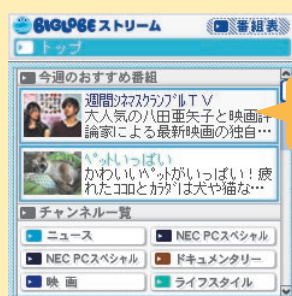 BIGLOBE ストリーム 番組表
トップ
今週のおすすめ番組
週間シネマスクランブルTV
大人気の八田亜矢子と映画評
論家による最新映画の独自…
ペットいっぱい
かわいいペットがいっぱい！疲
れたココロとカラダは犬や猫な…
チャンネル一覧
ニュース NEC PCスペシャル
NEC PCスペシャル ドキュメンタリー
映 画 ライフスタイル